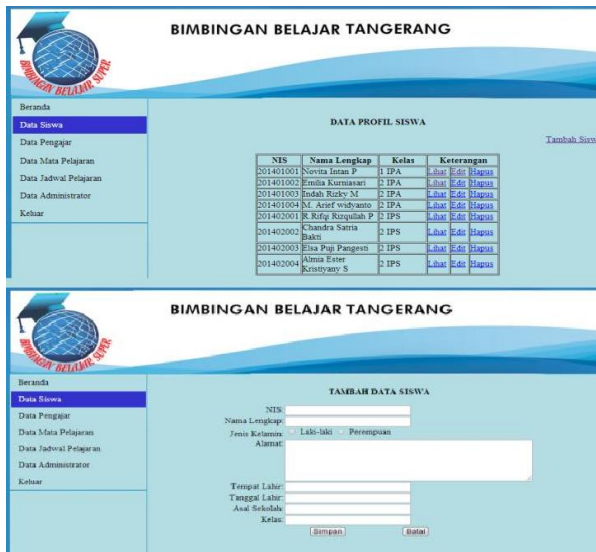 BIMBINGAN BELAJAR TANGERANG
BIMBINGAN BELAJAR SUPER
Beranda
Data Siswa
Data Pengajar
Data Mata Pelajaran
Data Jadwal Pelajaran
Data Administrator
Keluar
DATA PROFIL SISWA
Tambah Sisw
NIS Nama Lengkap Kelas Keterangan
201401001 Novita Intan P 1 IPA Lihat Edit Hapus
201401002 Emilia Kurniasari 2 IPA Lihat Edit Hapus
201401003 Indah Rizky M 2 IPA Lihat Edit Hapus
201401004 M. Arief widyanto 2 IPA Lihat Edit Hapus
201402001 R.Rifqi Rizqullah P 2 IPS Lihat Edit Hapus
201402002 Chandra Satria Bakti 2 IPS Lihat Edit Hapus
201402003 Elsa Puji Pangesti 2 IPS Lihat Edit Hapus
201402004 Almia Ester Kristiyany S 2 IPS Lihat Edit Hapus
BIMBINGAN BELAJAR TANGERANG
BIMBINGAN BELAJAR SUPER
Beranda
Data Siswa
Data Pengajar
Data Mata Pelajaran
Data Jadwal Pelajaran
Data Administrator
Keluar
TAMBAH DATA SISWA
NIS:
Nama Lengkap:
Jenis Kelamin: Laki-laki Perempuan
Alamat:
Tempat Lahir:
Tanggal Lahir:
Asal Sekolah:
Kelas:
Simpan Batal